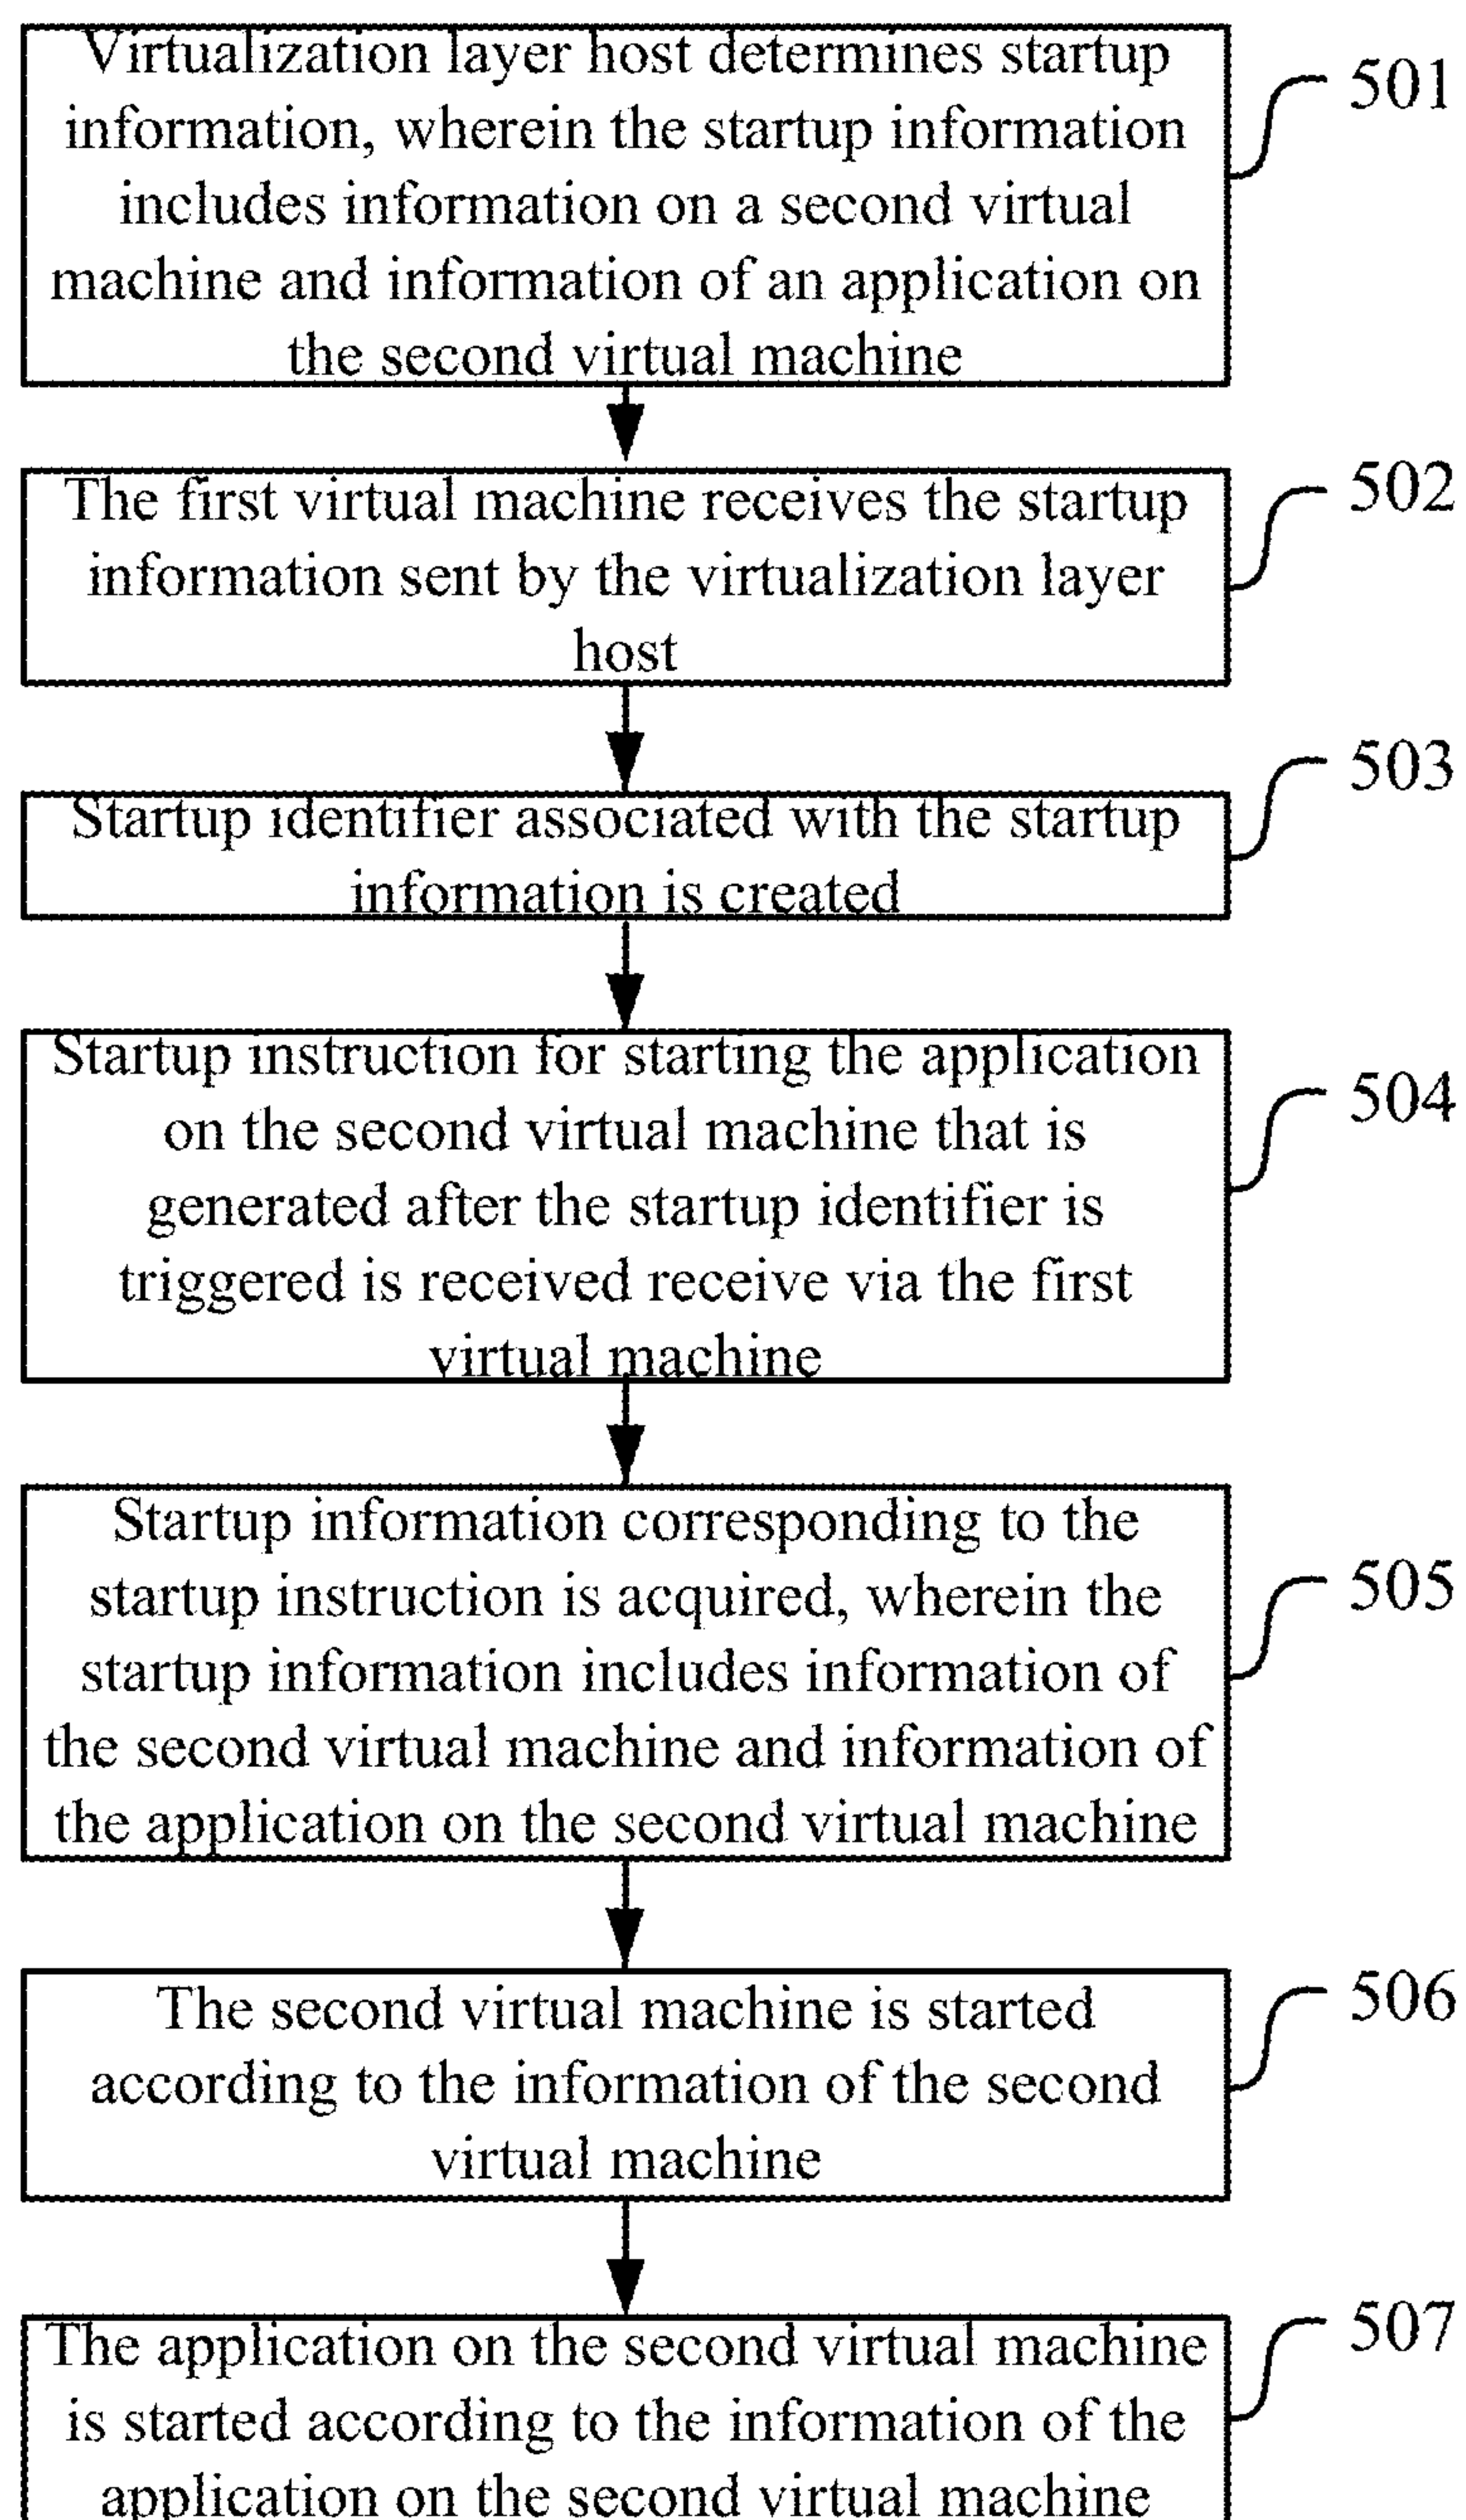 Virtualization layer host determines startup
information, wherein the startup information
includes information on a second virtual
machine and information of an application on
the second virtual machine
501
The first virtual machine receives the startup
information sent by the virtualization layer
host
502
Startup identifier associated with the startup
information is created
503
Startup instruction for starting the application
on the second virtual machine that is
generated after the startup identifier is
triggered is received receive via the first
virtual machine
504
Startup information corresponding to the
startup instruction is acquired, wherein the
startup information includes information of
the second virtual machine and information of
the application on the second virtual machine
505
The second virtual machine is started
according to the information of the second
virtual machine
506
The application on the second virtual machine
is started according to the information of the
application on the second virtual machine
507